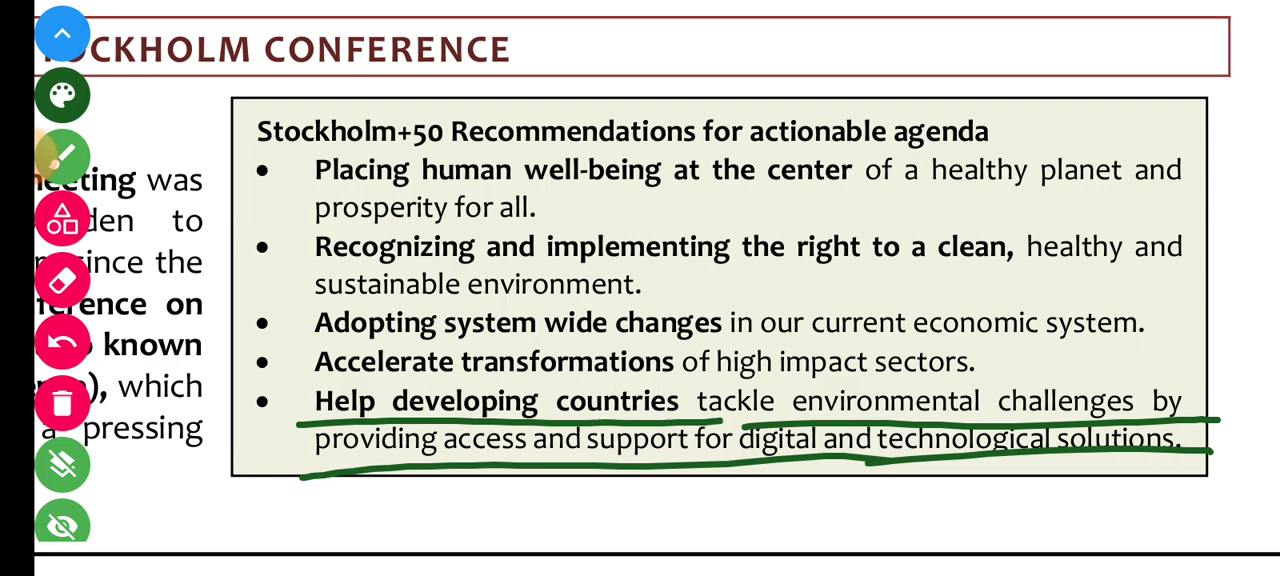 CKHOLM CONFERENCE
Stockholm+50 Recommendations for actionable agenda
• Placing human well-being at the center of a healthy planet and
prosperity for all.
• Recognizing and implementing the right to a clean, healthy and
sustainable environment.
• Adopting system wide changes in our current economic system.
• Accelerate transformations of high impact sectors.
• Help developing countries tackle environmental challenges by
providing access and support for digital and technological solutions.
was
den to
since the
on
known
which
a pressing